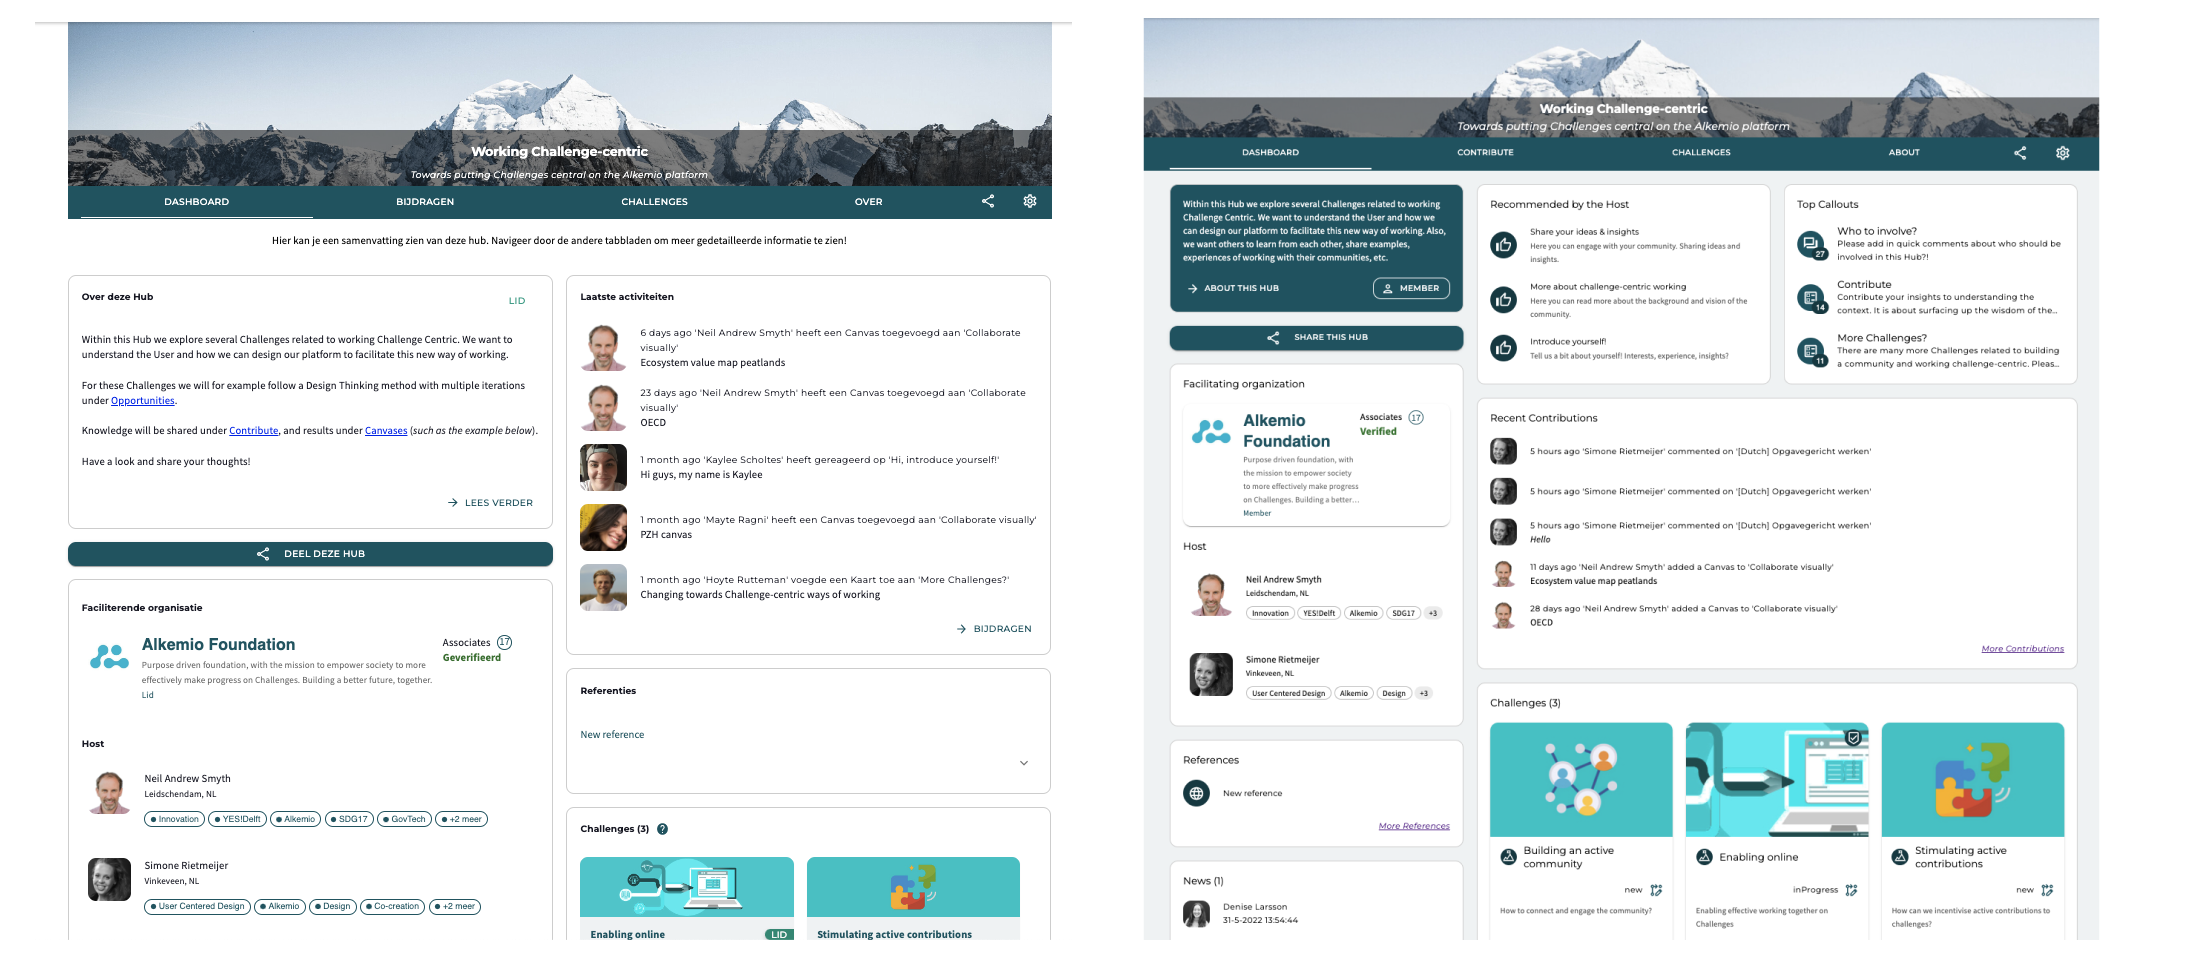 Working Challenge-centric
Towards putting Challenges central on the Alkemio platform
DASHBOARD
BIJDRAGEN
CHALLENGES
OVER
Hier kan je een samenvatting zien van deze hub. Navigeer door de andere tabbladen om meer gedetailleerde informatie te zien!
Over deze Hub
LID
Within this Hub we explore several Challenges related to working Challenge Centric. We want to
understand the User and how we can design our platform to facilitate this new way of working.
For these Challenges we will for example follow a Design Thinking method with multiple iterations
under Opportunities.
Knowledge will be shared under Contribute, and results under Canvases (such as the example below).
Have a look and share your thoughts!
LEES VERDER
DEEL DEZE HUB
Faciliterende organisatie
Alkemio Foundation
Purpose driven foundation, with the mission to empower society to more
effectively make progress on Challenges. Building a better future, together.
Lid
Associates 17
Geverifieerd
Host
Neil Andrew Smyth
Leidschendam, NL
Innovation
YES!Delft
Alkemio
SDG17
GovTech
+2 meer
Simone Rietmeijer
Vinkeveen, NL
User Centered Design
Alkemio
Design
Co-creation
+2 meer
Laatste activiteiten
6 days ago 'Neil Andrew Smyth' heeft een Canvas toegevoegd aan 'Collaborate
visually'
Ecosystem value map peatlands
23 days ago 'Neil Andrew Smyth' heeft een Canvas toegevoegd aan 'Collaborate
visually'
OECD
1 month ago 'Kaylee Scholtes' heeft gereageerd op 'Hi, introduce yourself!'
Hi guys, my name is Kaylee
1 month ago 'Mayte Ragni' heeft een Canvas toegevoegd aan 'Collaborate visually'
PZH canvas
1 month ago 'Hoyte Rutteman' voegde een Kaart toe aan 'More Challenges?'
Changing towards Challenge-centric ways of working
BIJDRAGEN
Referenties
New reference
Challenges (3) ?
Enabling online
LID
Stimulating active contributions
Working Challenge-centric
Towards putting Challenges central on the Alkemio platform
DASHBOARD
CONTRIBUTE
CHALLENGES
ABOUT
Within this Hub we explore several Challenges related to working
Challenge Centric. We want to understand the User and how we
can design our platform to facilitate this new way of working. Also,
we want others to learn from each other, share examples,
experiences of working with their communities, etc.
ABOUT THIS HUB
MEMBER
SHARE THIS HUB
Facilitating organization
Alkemio
Foundation
Purpose driven foundation, with
the mission to empower society
to more effectively make progress
on Challenges. Building a better...
Member
Associates 17
Verified
Host
Neil Andrew Smyth
Leidschendam, NL
Innovation
YES!Delft
Alkemio
SDG17
+3
Simone Rietmeijer
Vinkeveen, NL
User Centered Design
Alkemio
Design
+3
References
New reference
More References
News (1)
Denise Larsson
31-5-2022 13:54:44
Recommended by the Host
Share your ideas & insights
Here you can engage with your community. Sharing ideas and
insights.
More about challenge-centric working
Here you can read more about the background and vision of the
community.
Introduce yourself!
Tell us a bit about yourself! Interests, experience, insights?
Top Callouts
Who to involve?
Please add in quick comments about who should be
involved in this Hub?!
27
Contribute
Contribute your insights to understanding the
context. It is about surfacing up the wisdom of the...
14
More Challenges?
There are many more Challenges related to building
a community and working challenge-centric. Pleas...
11
Recent Contributions
5 hours ago 'Simone Rietmeijer' commented on '[Dutch] Opgavegericht werken'
5 hours ago 'Simone Rietmeijer' commented on '[Dutch] Opgavegericht werken'
5 hours ago 'Simone Rietmeijer' commented on '[Dutch] Opgavegericht werken'
Hello
11 days ago 'Neil Andrew Smyth' added a Canvas to 'Collaborate visually'
Ecosystem value map peatlands
28 days ago 'Neil Andrew Smyth' added a Canvas to 'Collaborate visually'
OECD
More Contributions
Challenges (3)
Building an active
community
new
How to connect and engage the community?
Enabling online
inProgress
Enabling effective working together on
Challenges
Stimulating active
contributions
new
How can we incentivise active contributions to
challenges?